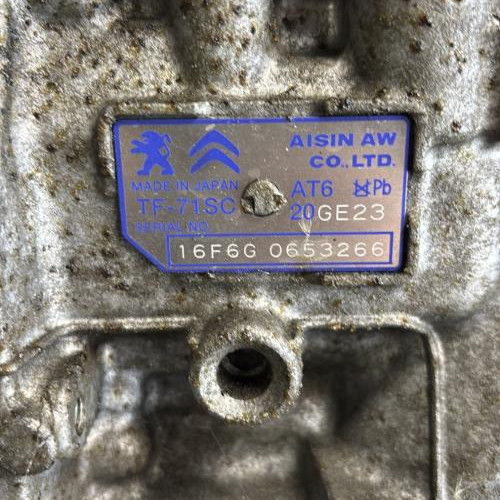 AISIN AW
CO.,LTD.
MADE IN JAPAN
AT6 Pb
TF-71SC
20GE23
SERIAL NO.
16F6G 0653266